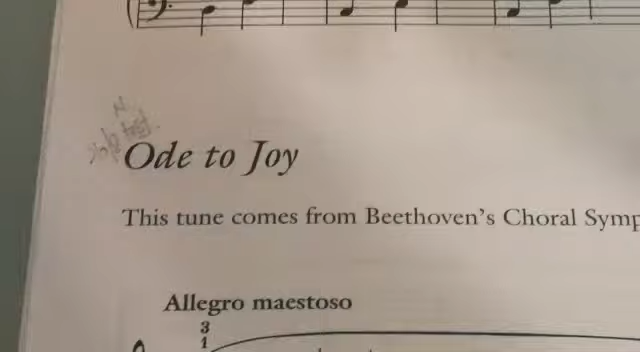 Ode to Joy
This tune comes from Beethoven's Choral Symp
Allegro maestoso
3
1